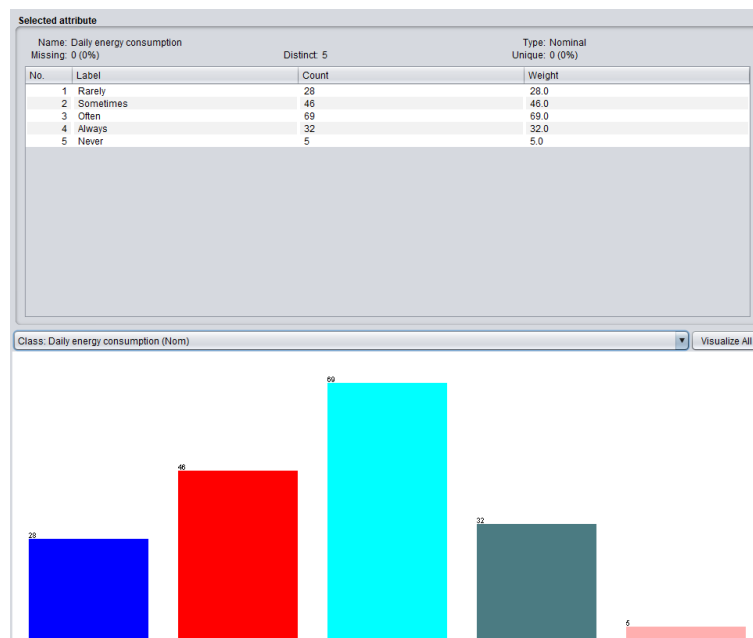 Selected attribute
Name: Daily energy consumption Type: Nominal
Missing: 0 (0%) Distinct: 5 Unique: 0 (0%)
No. Label Count Weight
1 Rarely 28 28.0
2 Sometimes 46 46.0
3 Often 69 69.0
4 Always 32 32.0
5 Never 5 5.0
Class: Daily energy consumption (Nom) Visualize All
69
46
32
28
5